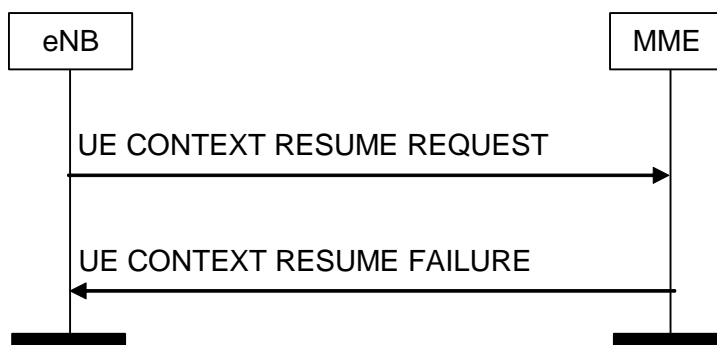 eNB
MME
UE CONTEXT RESUME REQUEST
UE CONTEXT RESUME FAILURE